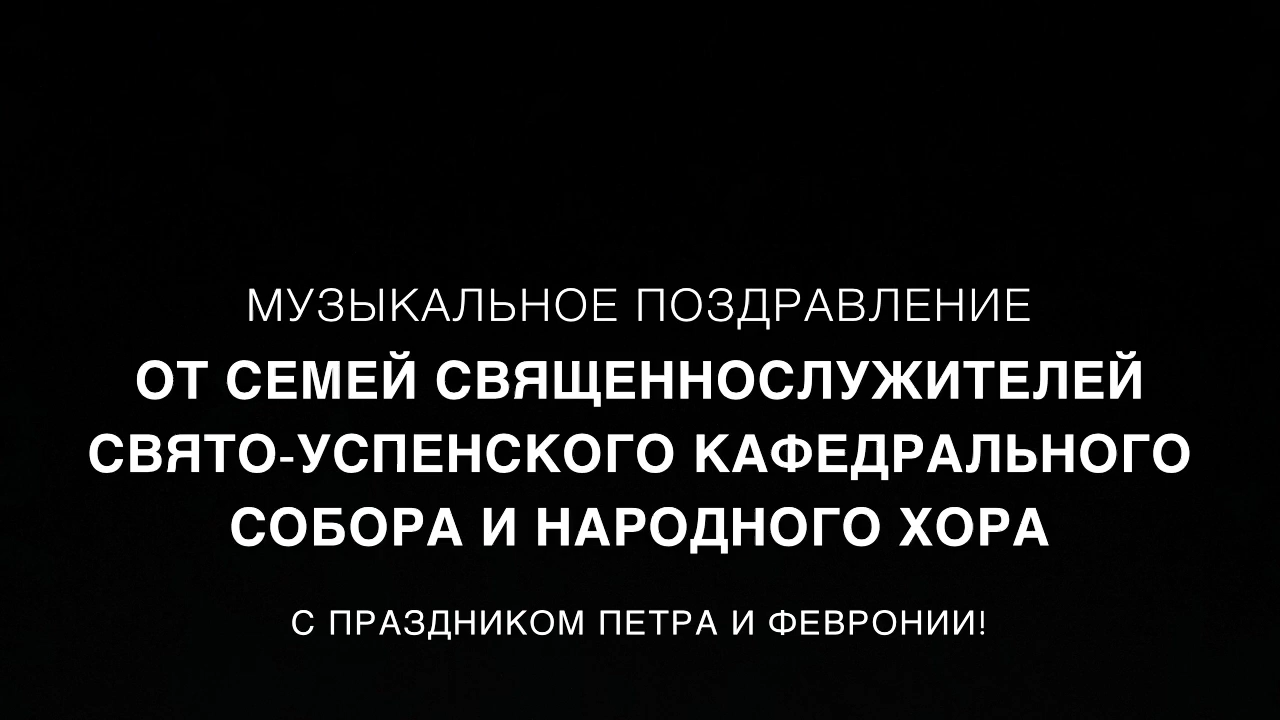 МУЗЫКАЛЬНОЕ ПОЗДРАВЛЕНИЕ
ОТ СЕМЕЙ СВЯЩЕННОСЛУЖИТЕЛЕЙ
СВЯТО-УСПЕНСКОГО КАФЕДРАЛЬНОГО
СОБОРА И НАРОДНОГО ХОРА
С ПРАЗДНИКОМ ПЕТРА И ФЕВРОНИИ!